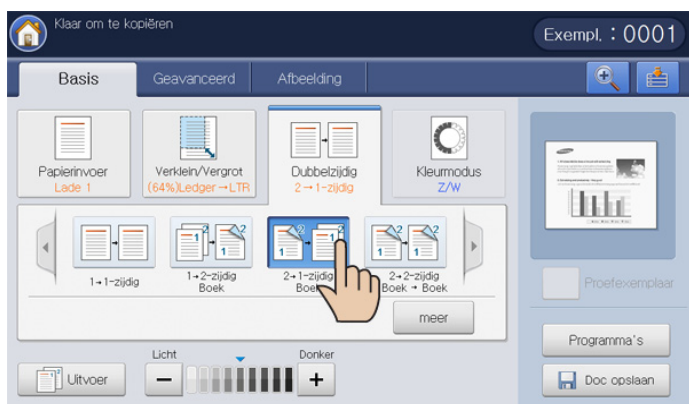 Klaar om te kopiëren
Exempl. : 0001
Basis
Geavanceerd
Afbeelding
Papierinvoer
Lade 1
Verklein/Vergrot
(64%)Ledger→LTR
Dubbelzijdig
2→1-zijdig
Kleurmodus
Z/W
1→1-zijdig
1→2-zijdig
Boek
2→1-zijdig
Boe
2→2-zijdig
Boek → Boek
meer
Proefexemplaar
Programma's
Doc opslaan
Uitvoer
Licht
Donker